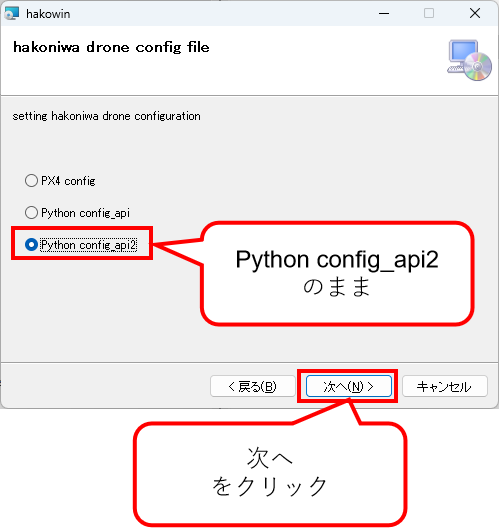 hakowin
hakoniwa drone config file
setting hakoniwa drone configuration
PX4 config
Python config_api
Python config_api2
Python config_api2
のまま
< 戻る(B)
次へ(N) >
キャンセル
次へ
をクリック